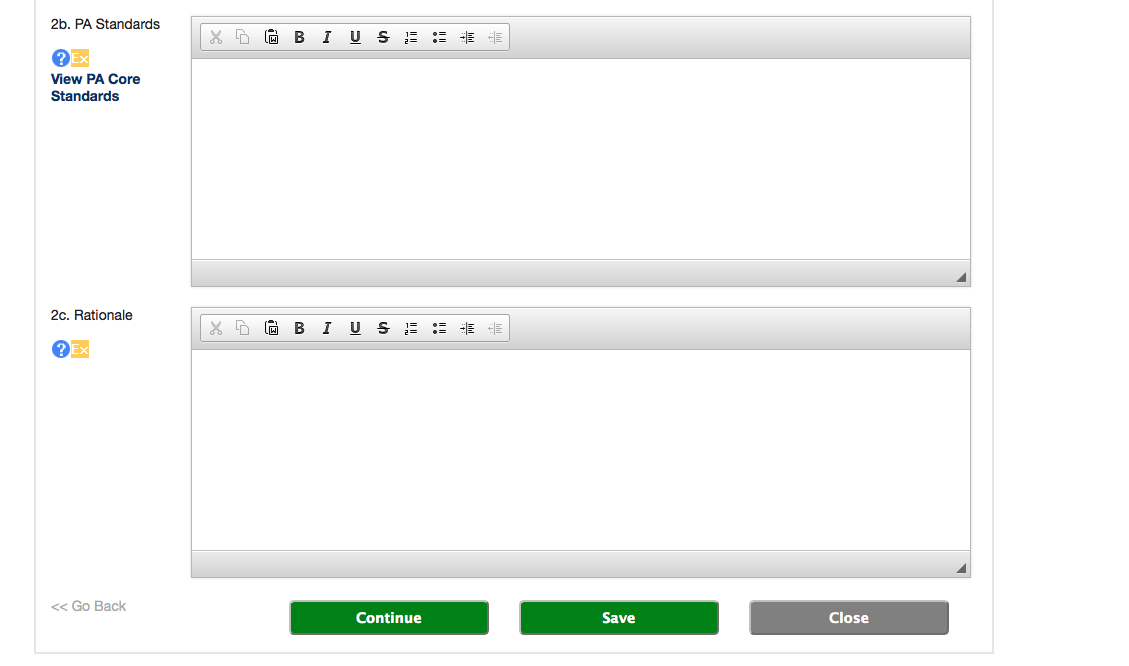 2b. PA Standards
B I U S
? Ex
View PA Core
Standards
2c. Rationale
B I U S
? Ex
<< Go Back
Continue
Save
Close